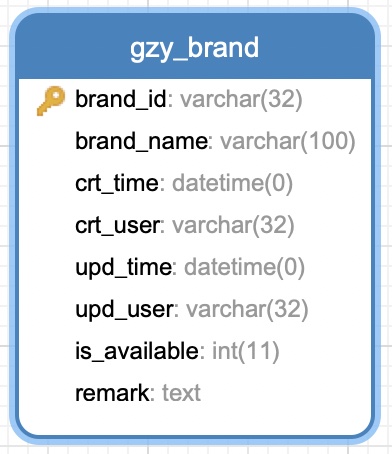 gzy_brand
brand_id: varchar(32)
brand_name: varchar(100)
crt_time: datetime(0)
crt_user: varchar(32)
upd_time: datetime(0)
upd_user: varchar(32)
is_available: int(11)
remark: text